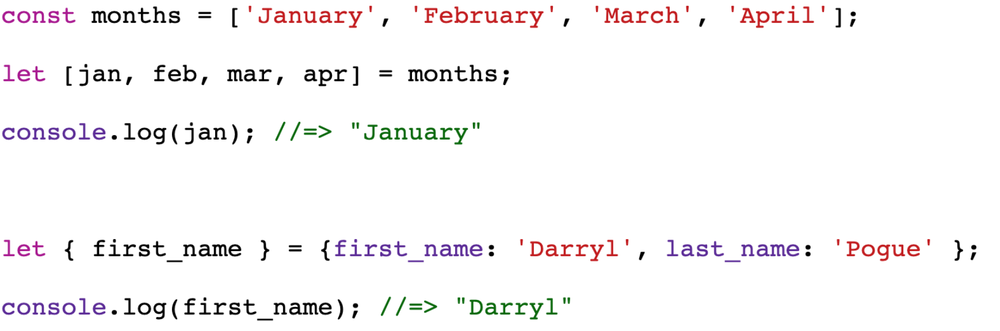 const months = ['January', 'February', 'March', 'April'];
let [jan, feb, mar, apr] = months;
console.log(jan); //=> "January"
let { first_name } = {first_name: 'Darryl', last_name: 'Pogue' };
console.log(first_name); //=> "Darryl"